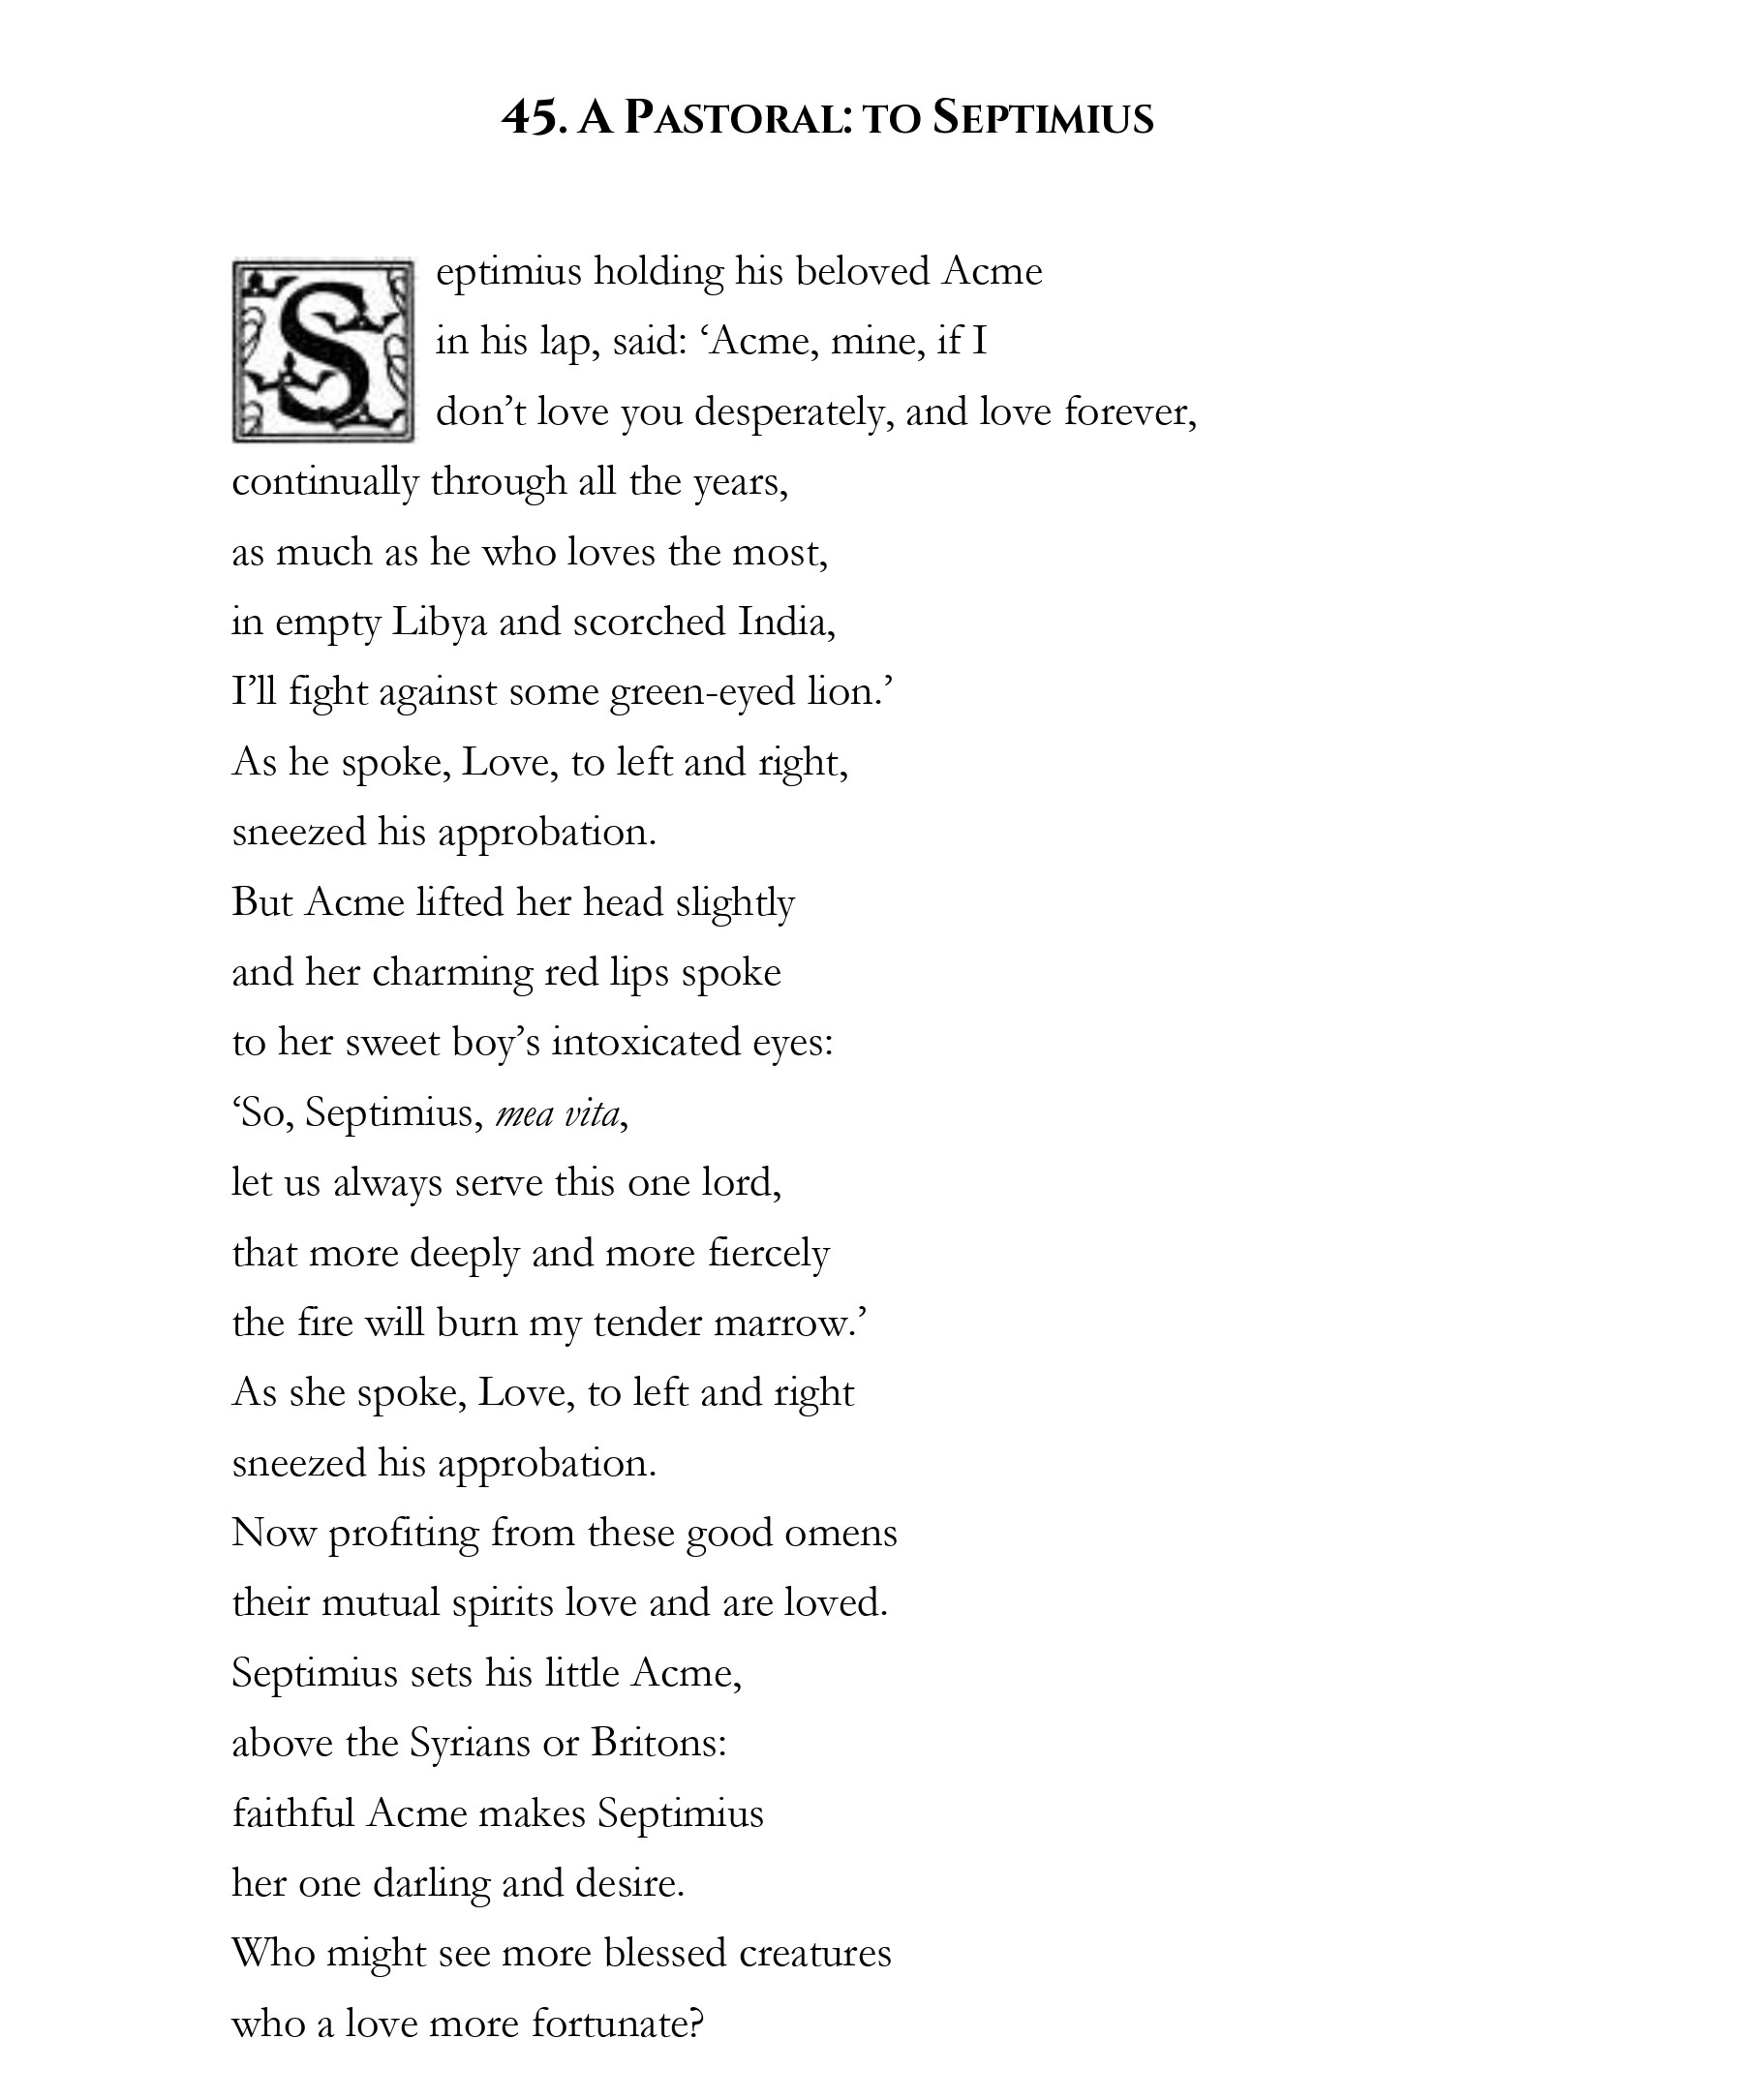 45. A Pastoral: to Septimius
Septimius holding his beloved Acme
in his lap, said: ‘Acme, mine, if I
don’t love you desperately, and love forever,
continually through all the years,
as much as he who loves the most,
in empty Libya and scorched India,
I’ll fight against some green-eyed lion.’
As he spoke, Love, to left and right,
sneezed his approbation.
But Acme lifted her head slightly
and her charming red lips spoke
to her sweet boy’s intoxicated eyes:
‘So, Septimius, mea vita,
let us always serve this one lord,
that more deeply and more fiercely
the fire will burn my tender marrow.’
As she spoke, Love, to left and right
sneezed his approbation.
Now profiting from these good omens
their mutual spirits love and are loved.
Septimius sets his little Acme,
above the Syrians or Britons:
faithful Acme makes Septimius
her one darling and desire.
Who might see more blessed creatures
who a love more fortunate?